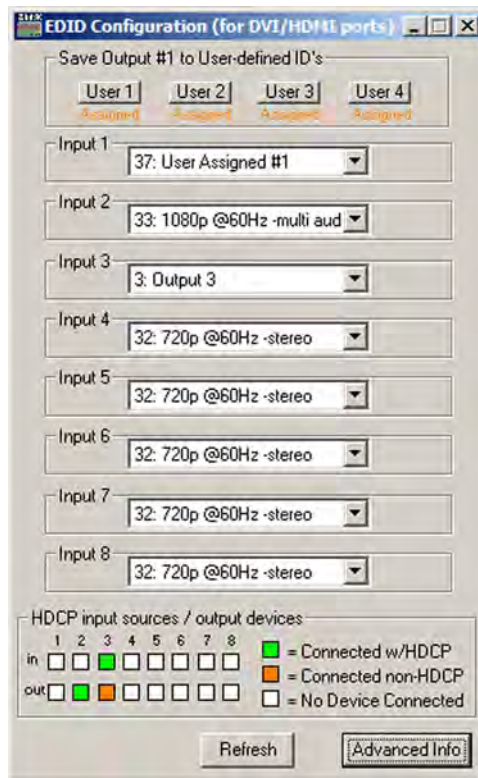 EDID Configuration (for DVI/HDMI ports)
Save Output #1 to User-defined ID's
User 1 User 2 User 3 User 4
Assigned Assigned Assigned Assigned
Input 1
37: User Assigned #1
Input 2
33: 1080p @60Hz -multi aud
Input 3
3: Output 3
Input 4
32: 720p @60Hz -stereo
Input 5
32: 720p @60Hz -stereo
Input 6
32: 720p @60Hz -stereo
Input 7
32: 720p @60Hz -stereo
Input 8
32: 720p @60Hz -stereo
HDCP input sources / output devices
1 2 3 4 5 6 7 8
in
= Connected w/HDCP
= Connected non-HDCP
out
= No Device Connected
Refresh Advanced Info